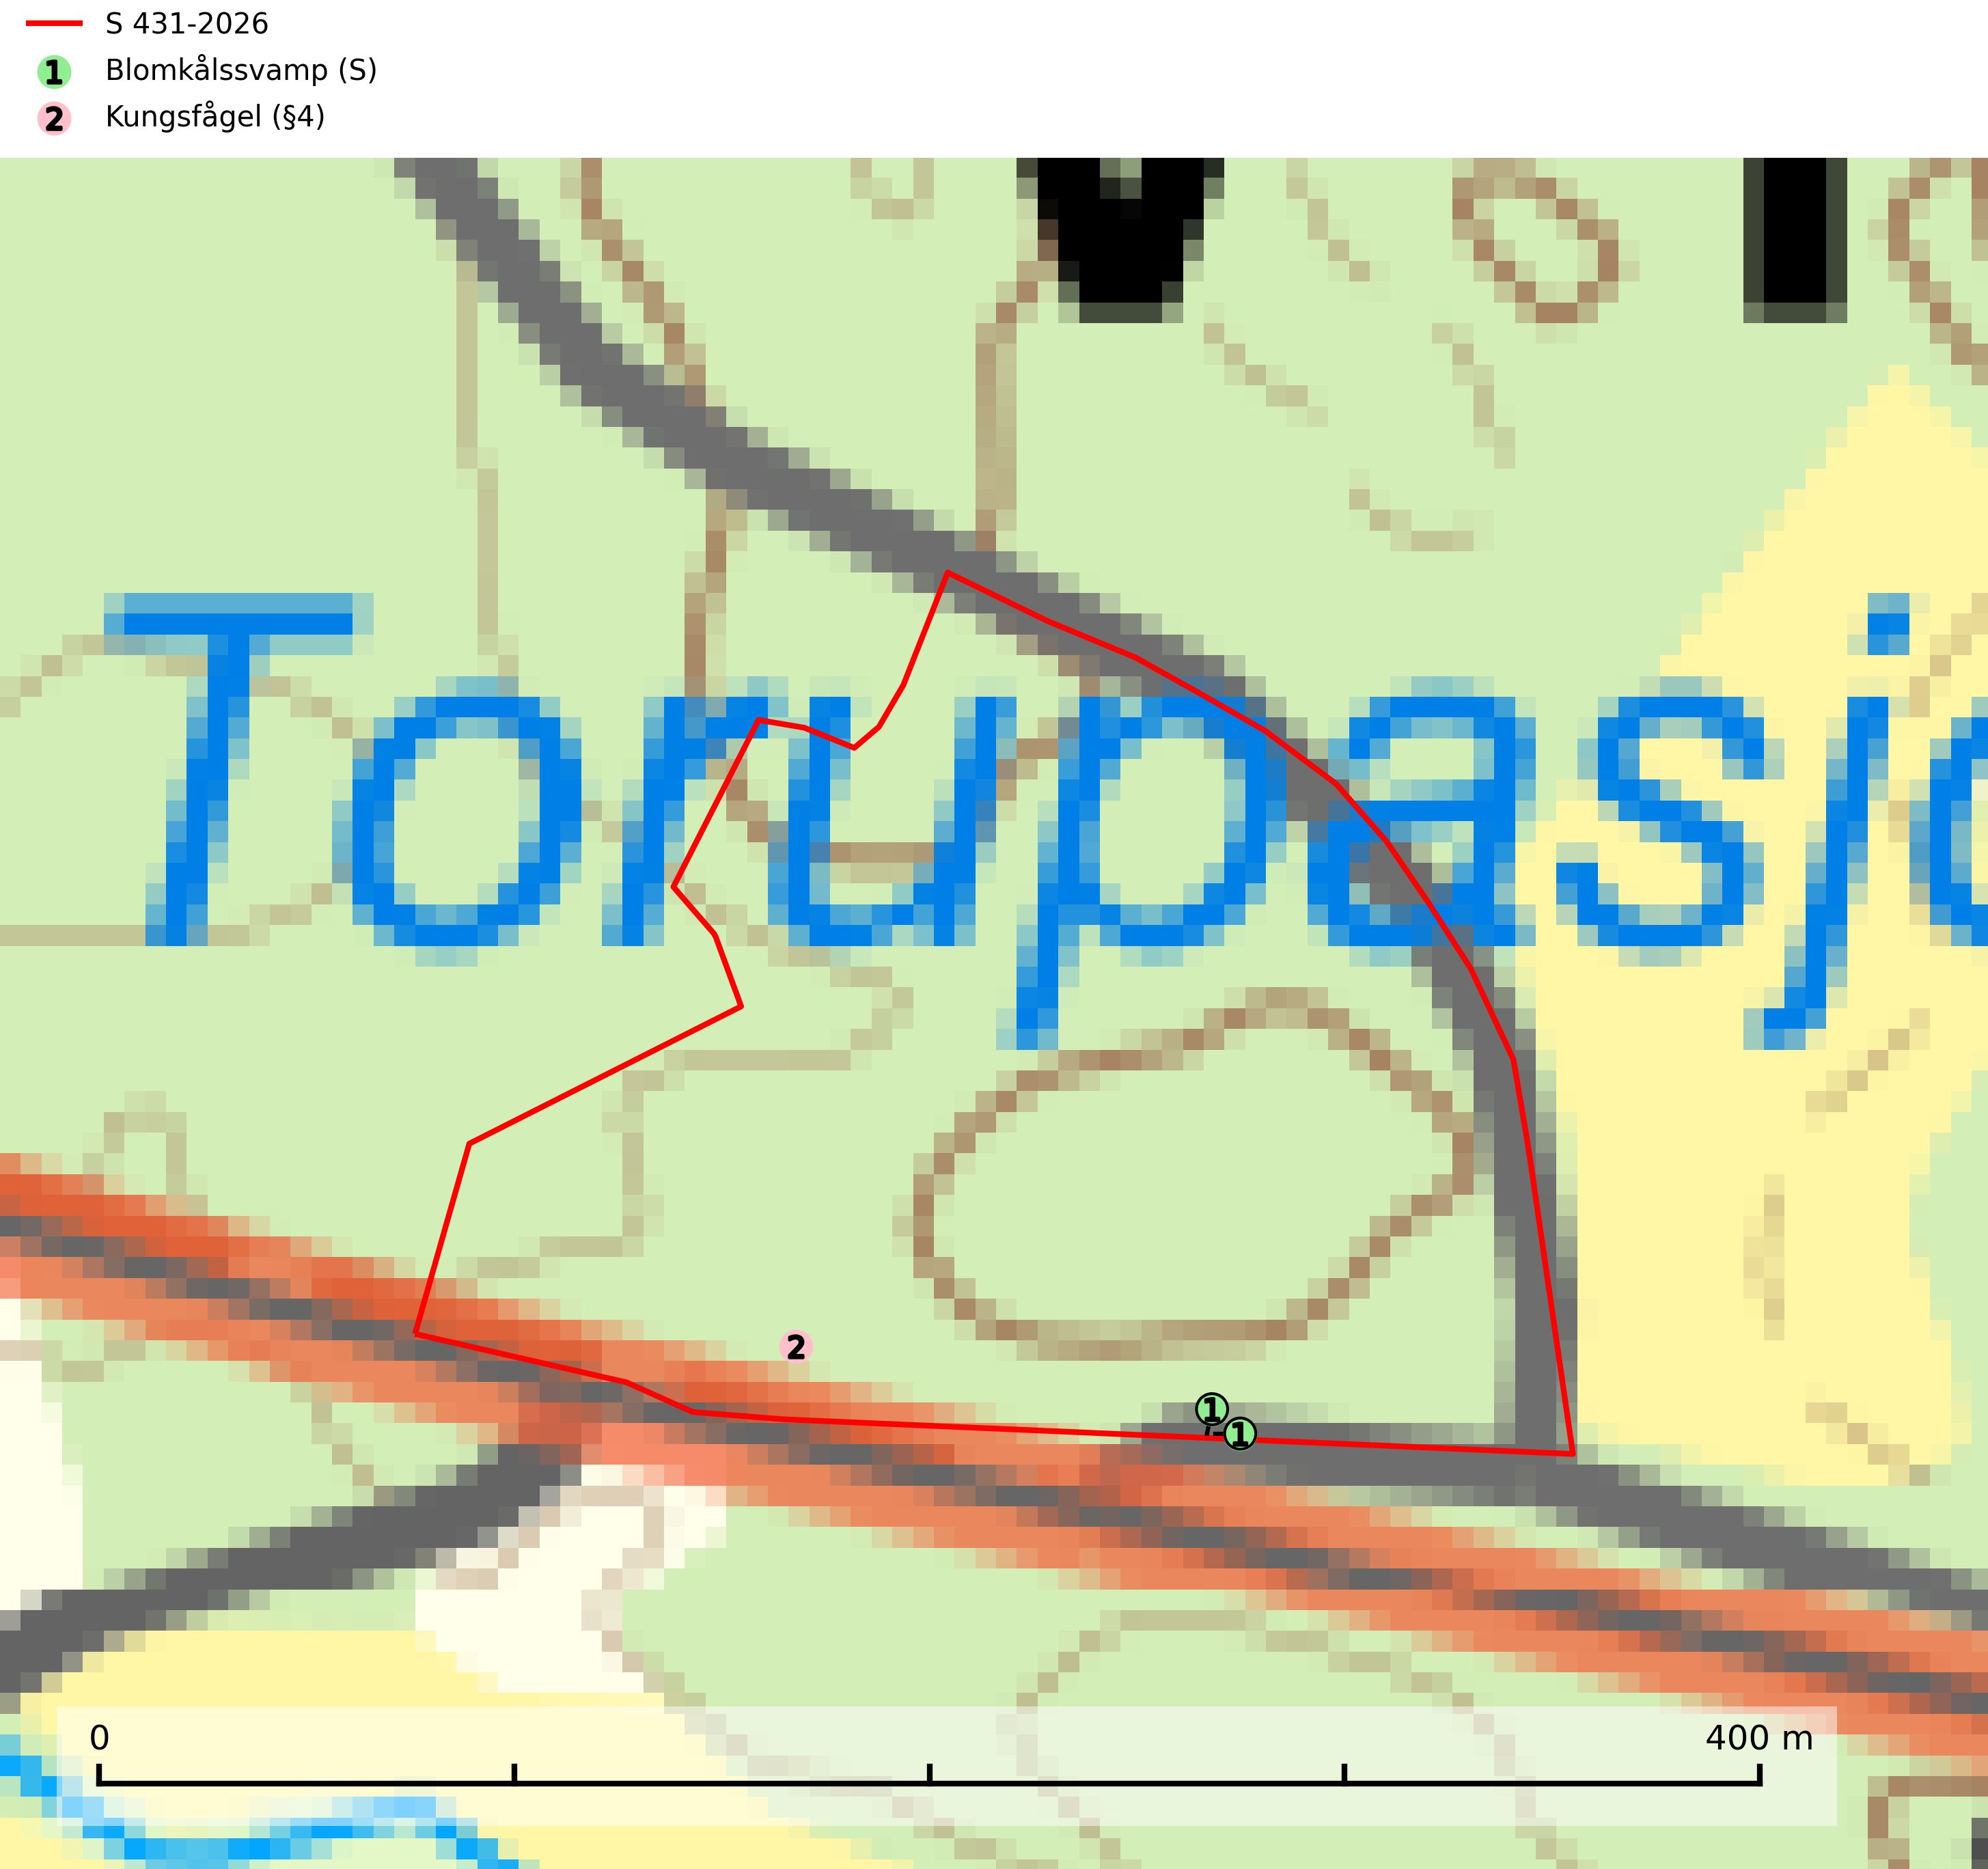 S 431-2026
1 Blomkålssvamp (S)
2 Kungsfågel (§4)
Torupasjö
2
1
1
0 400 m